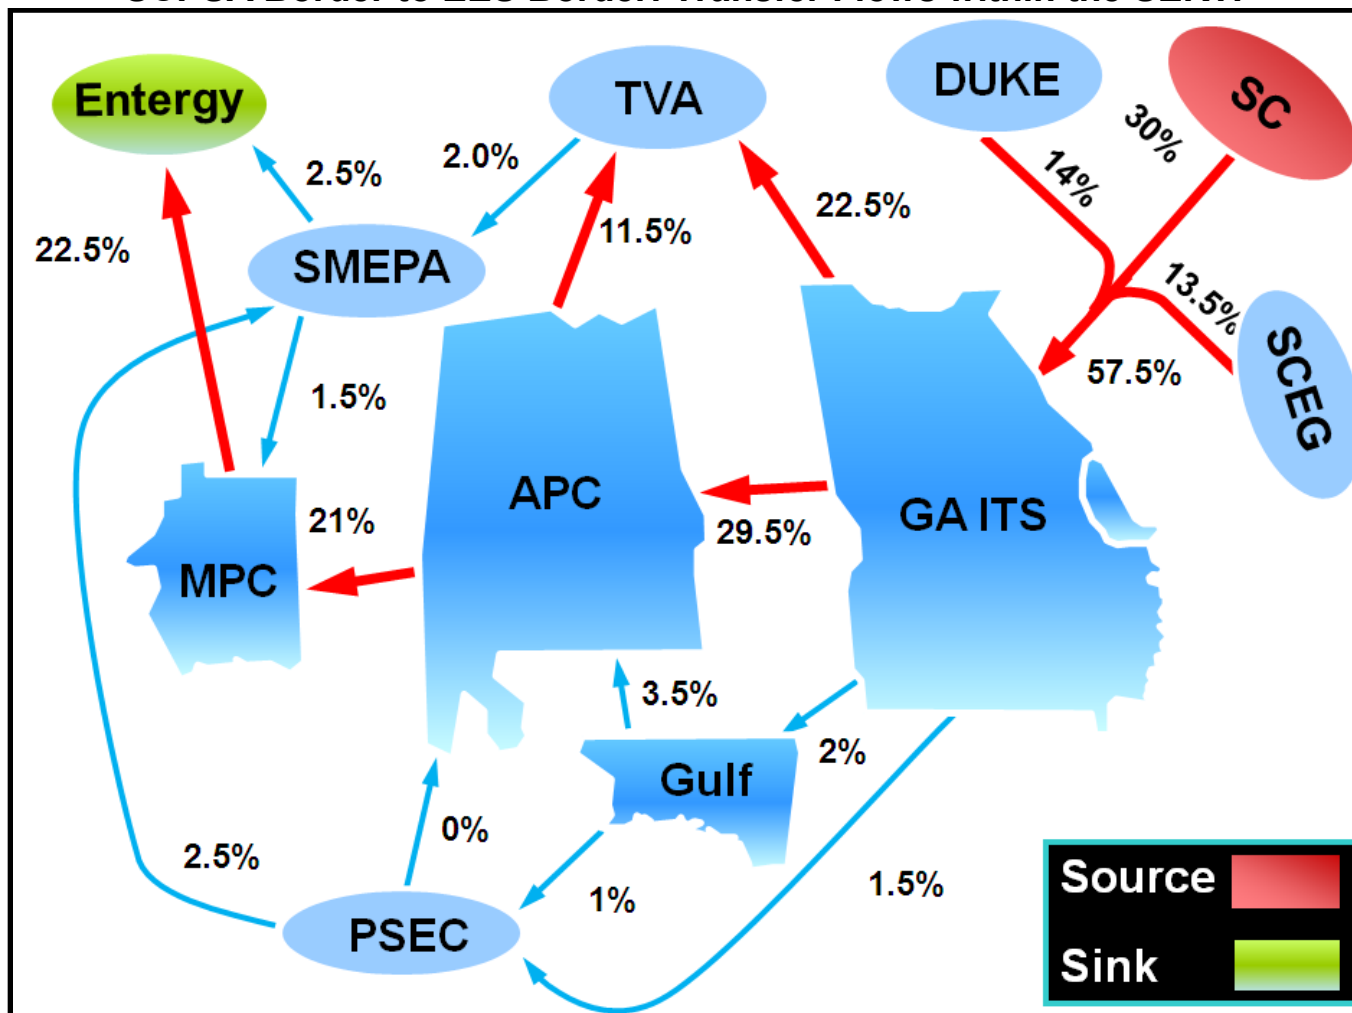 Entergy
TVA
DUKE
SC
30%
14%
2.5%
2.0%
22.5%
11.5%
22.5%
SMEPA
13.5%
57.5%
SCEG
1.5%
APC
GA ITS
21%
29.5%
MPC
3.5%
2%
Gulf
0%
2.5%
1%
1.5%
PSEC
Source
Sink